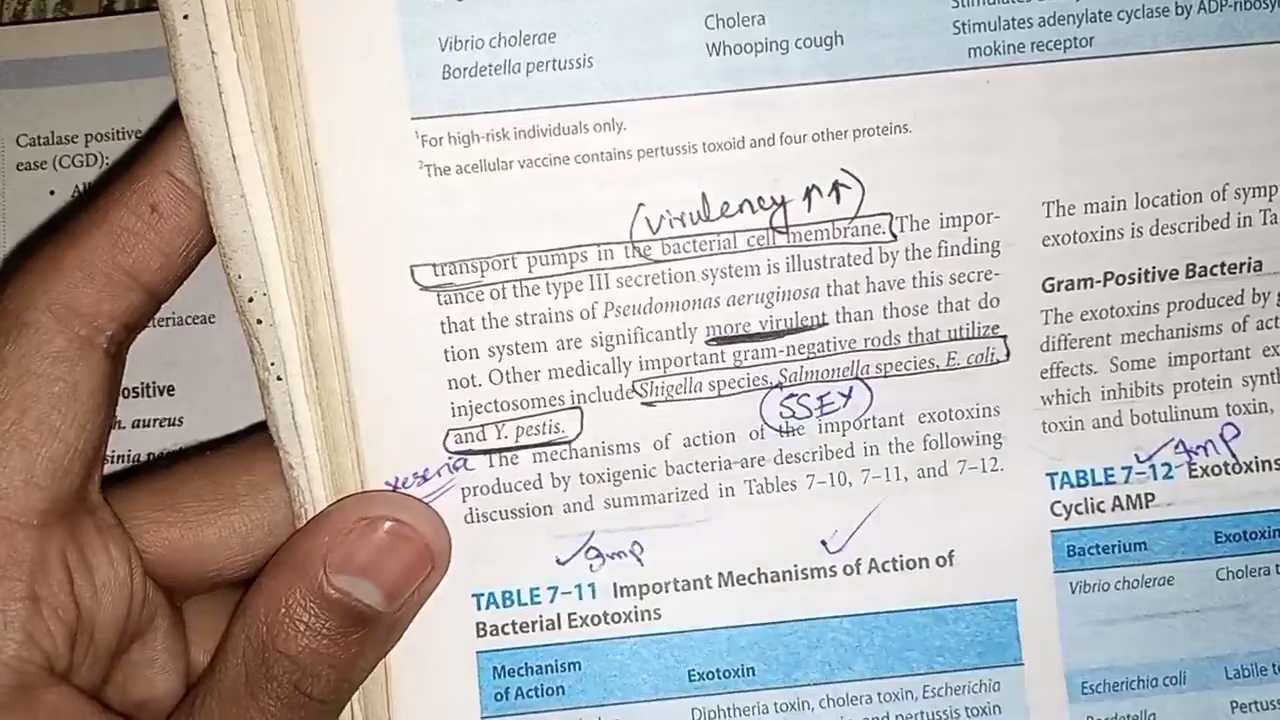 Catalase positive
ease (CGD):
teriaceae
ositive
h. aureus
sinia
Vibrio cholerae
Bordetella pertussis
Cholera
Whooping cough
Stimulates adenylate cyclase by ADP-ribosy
mokine receptor
¹For high-risk individuals only.
²The acellular vaccine contains pertussis toxoid and four other proteins.
(virulency ↑↑)
transport pumps in the bacterial cell membrane. The impor-
tance of the type III secretion system is illustrated by the finding
that the strains of Pseudomonas aeruginosa that have this secre-
tion system are significantly more virulent than those that do
not. Other medically important gram-negative rods that utilize
injectosomes include Shigella species, Salmonella species, E. coli,
and Y. pestis.
SSEY
yeseria
The mechanisms of action of the important exotoxins
produced by toxigenic bacteria are described in the following
discussion and summarized in Tables 7-10, 7-11, and 7-12.
✓Imp ✓
TABLE 7-11 Important Mechanisms of Action of
Bacterial Exotoxins
Mechanism
of Action
Exotoxin
Diphtheria toxin, cholera toxin, Escherichia
and pertussis toxin
The main location of symp
exotoxins is described in Ta
Gram-Positive Bacteria
The exotoxins produced by
different mechanisms of act
effects. Some important ex
which inhibits protein synth
toxin and botulinum toxin,
✓Imp
TABLE 7-12 Exotoxins
Cyclic AMP
Bacterium
Exotoxin
Vibrio cholerae
Cholera t
Escherichia coli
Labile t
Bordetella
Pertus